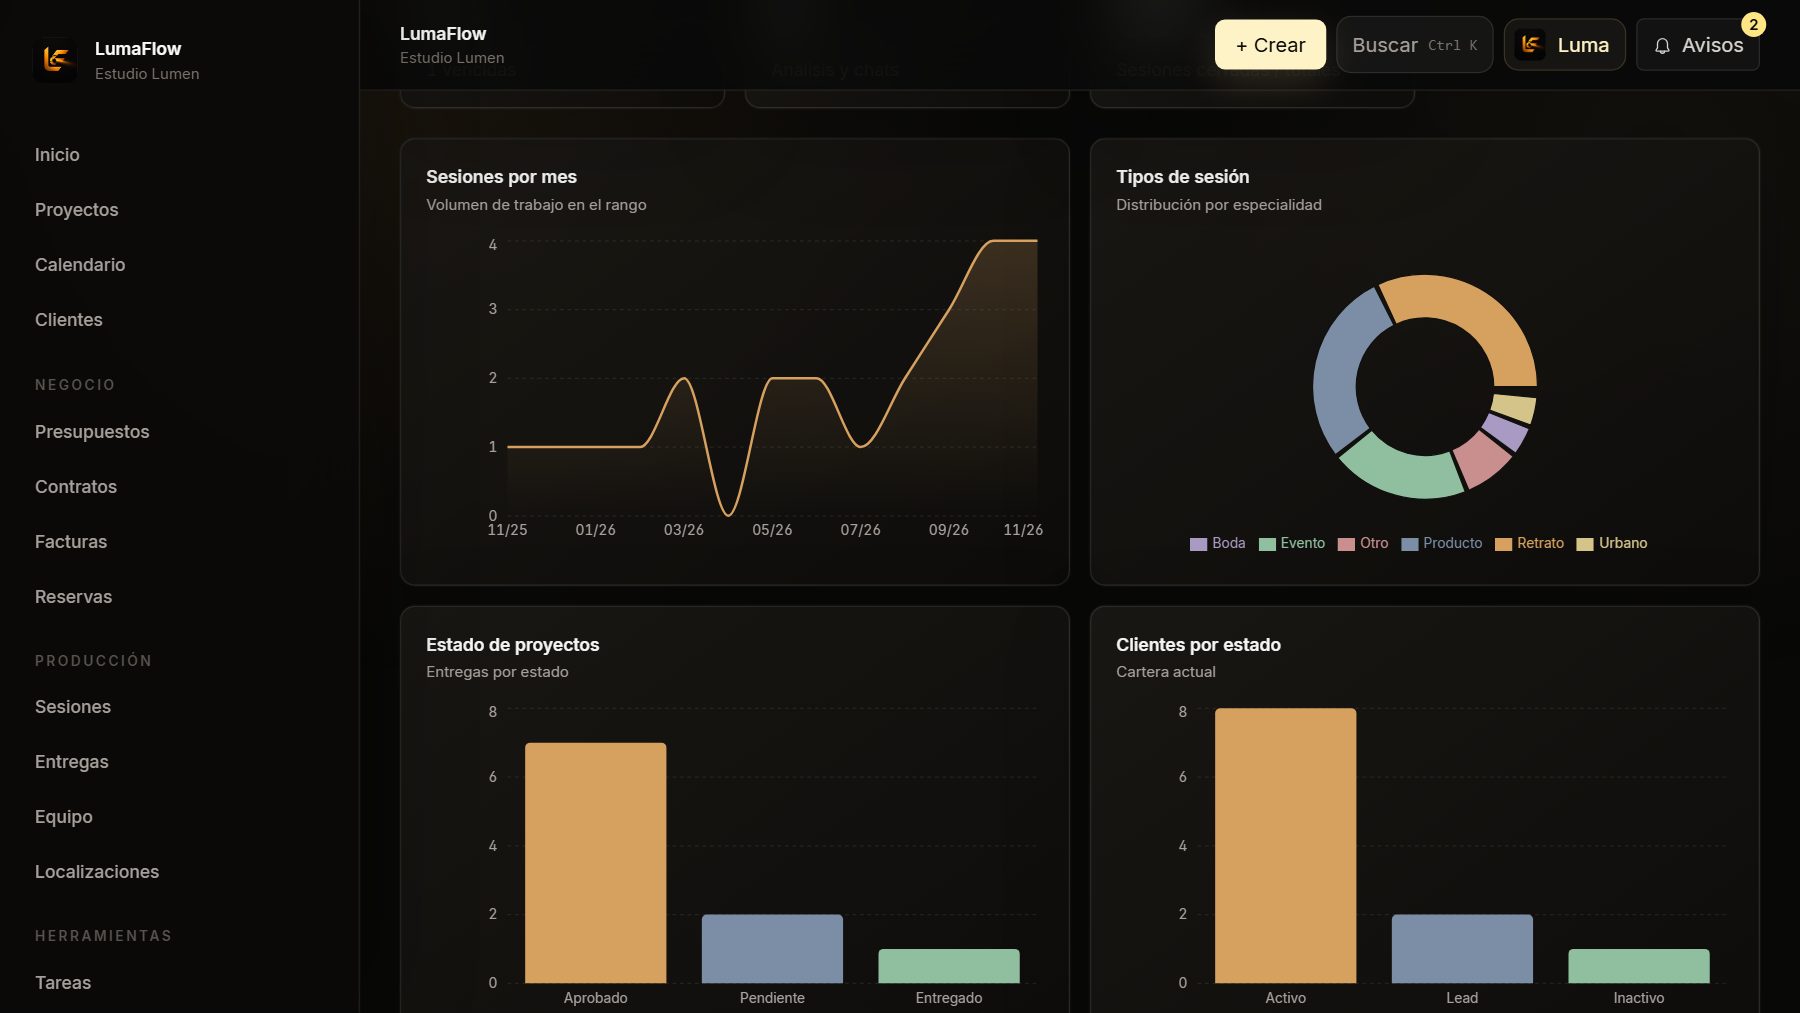 LumaFlow
Estudio Lumen
Inicio
Proyectos
Calendario
Clientes
NEGOCIO
Presupuestos
Contratos
Facturas
Reservas
PRODUCCIÓN
Sesiones
Entregas
Equipo
Localizaciones
HERRAMIENTAS
Tareas
LumaFlow
Estudio Lumen
+ Crear
Buscar Ctrl K
Luma
Avisos
2
Análisis y chats
Sesiones cerradas / totales
Sesiones por mes
Volumen de trabajo en el rango
4
3
2
1
0
11/25 01/26 03/26 05/26 07/26 09/26 11/26
Tipos de sesión
Distribución por especialidad
Boda Evento Otro Producto Retrato Urbano
Estado de proyectos
Entregas por estado
8
6
4
2
0
Aprobado Pendiente Entregado
Clientes por estado
Cartera actual
8
6
4
2
0
Activo Lead Inactivo